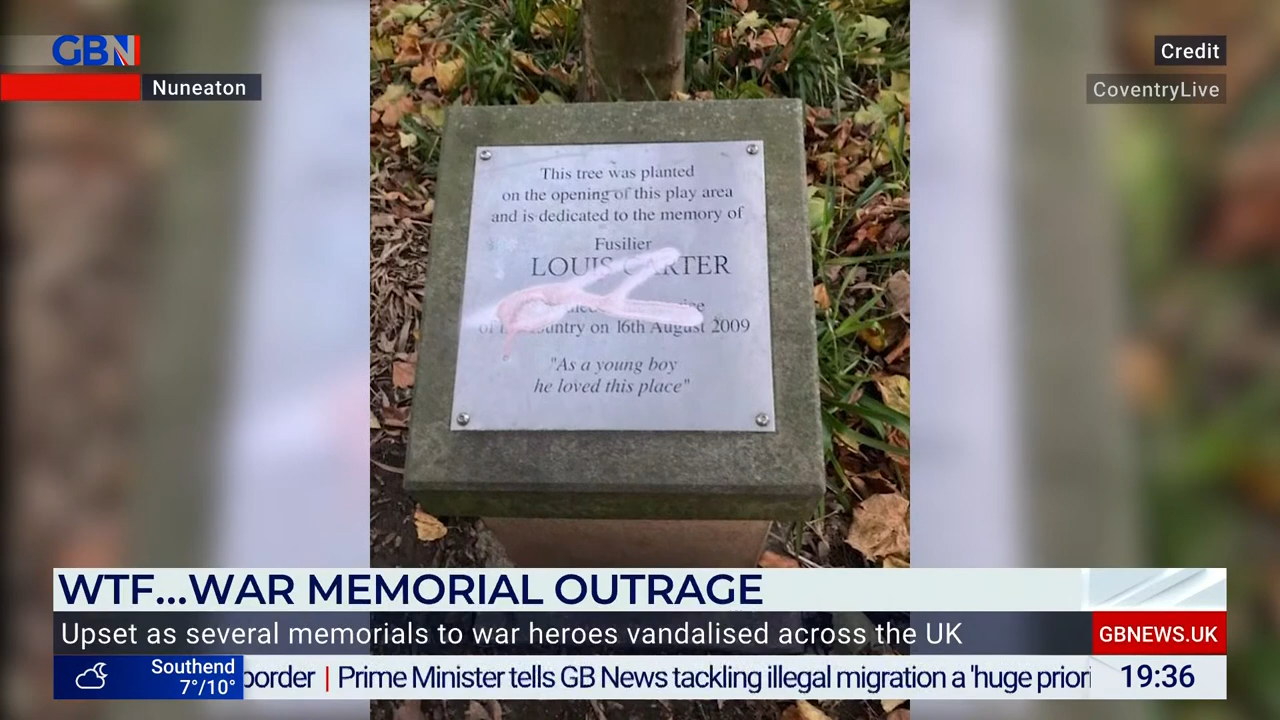 GBN
Nuneaton
Credit
CoventryLive
This tree was planted
on the opening of this play area
and is dedicated to the memory of
Fusilier
LOUIS CARTER
on 16th August 2009
"As a young boy
he loved this place"
WTF...WAR MEMORIAL OUTRAGE
Upset as several memorials to war heroes vandalised across the UK
GBNEWS.UK
Southend
7°/10°
border | Prime Minister tells GB News tackling illegal migration a 'huge priori
19:36